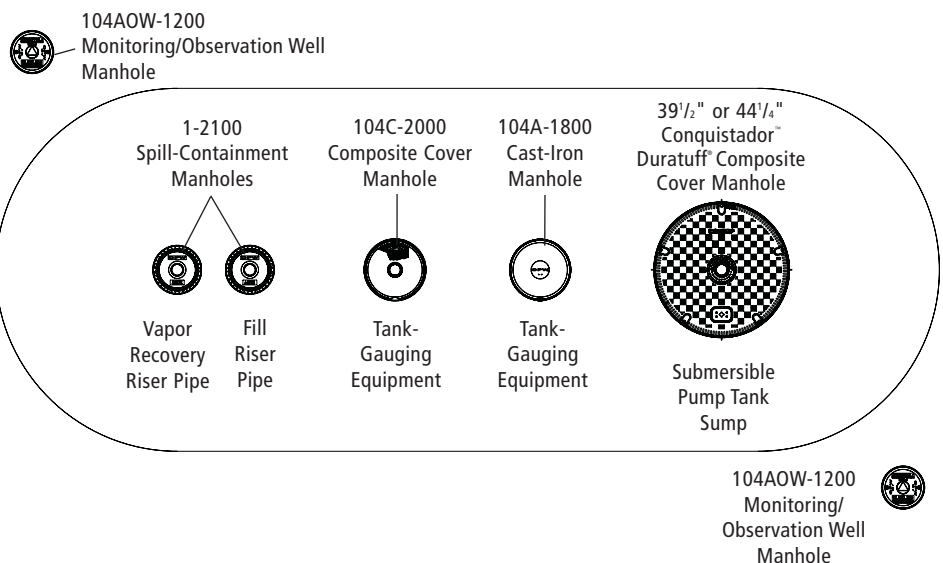 104AOW-1200
Monitoring/Observation Well
Manhole
1-2100
Spill-Containment
Manholes
104C-2000
Composite Cover
Manhole
104A-1800
Cast-Iron
Manhole
39¹/₂" or 44¹/₄"
Conquistador™
Duratuff® Composite
Cover Manhole
Vapor
Recovery
Riser Pipe
Fill
Riser
Pipe
Tank-
Gauging
Equipment
Tank-
Gauging
Equipment
Submersible
Pump Tank
Sump
104AOW-1200
Monitoring/
Observation Well
Manhole